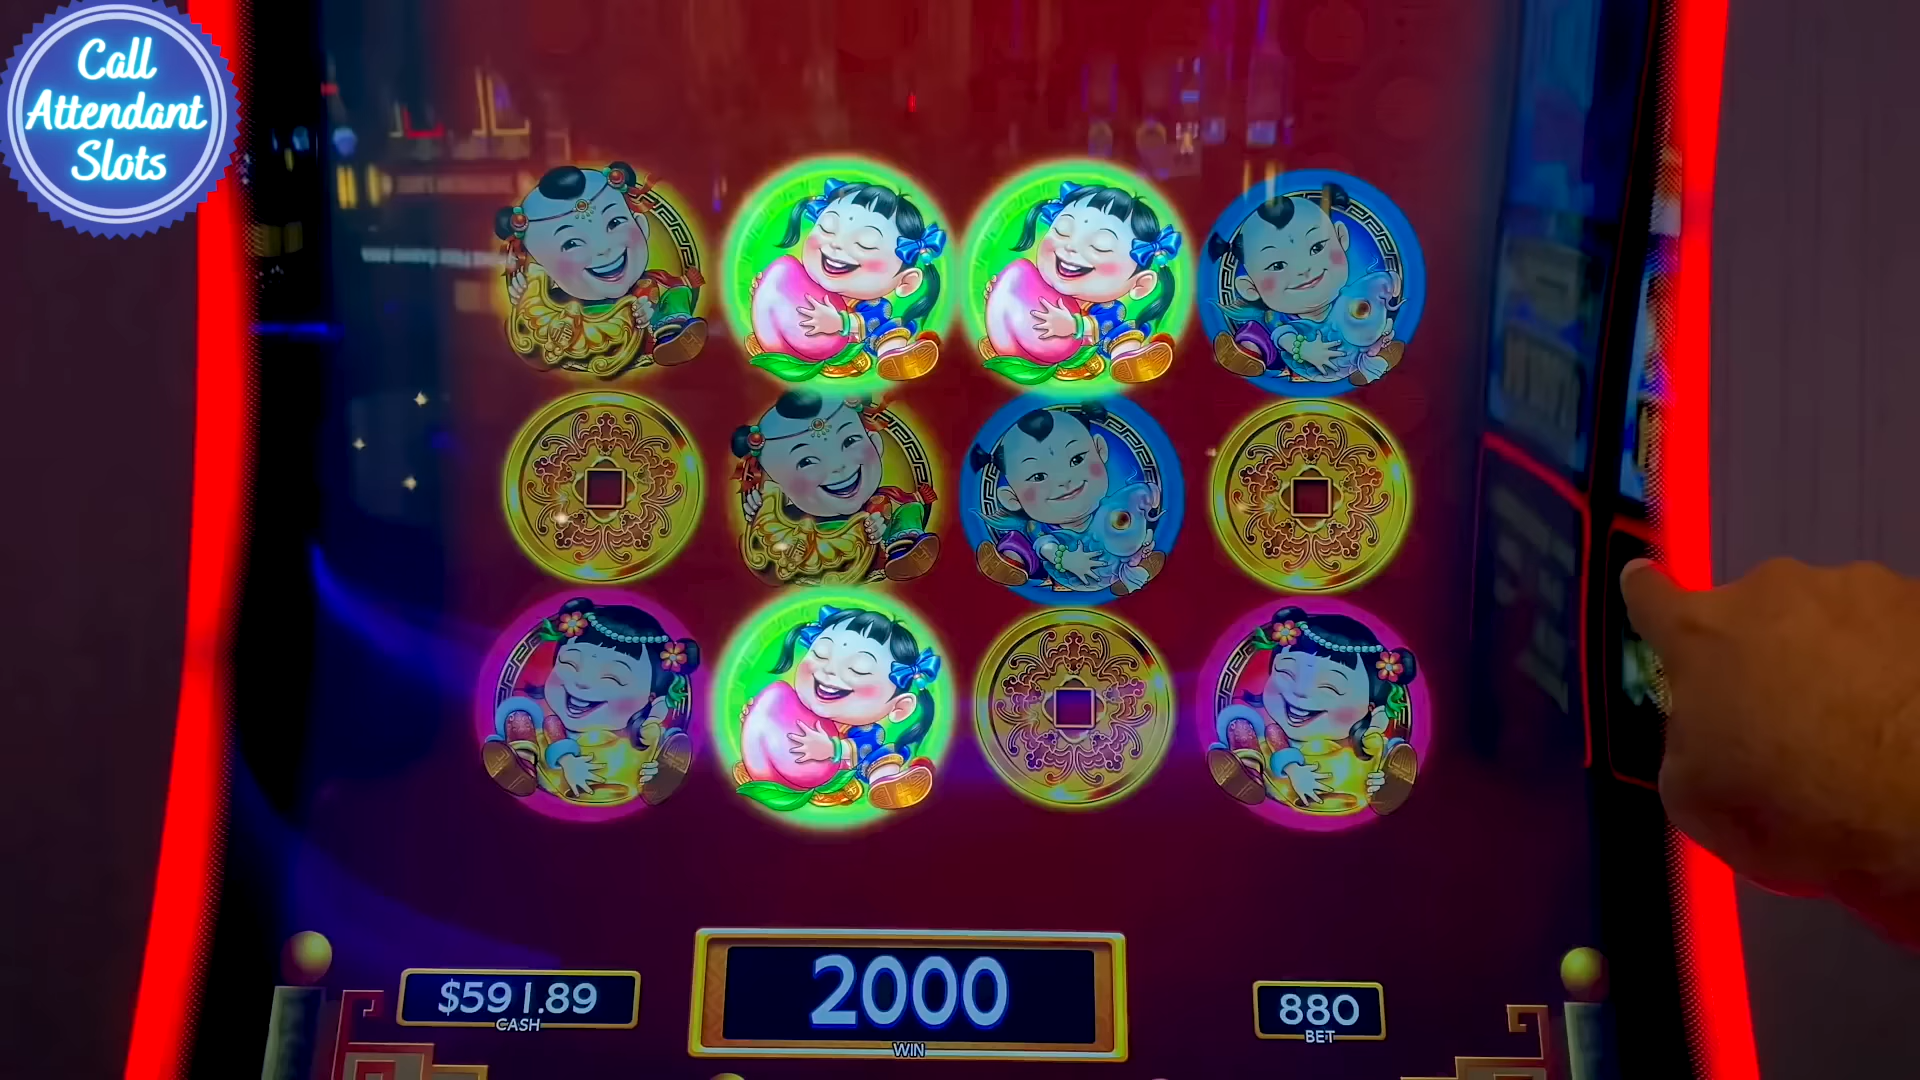 Call
Attendant
Slots
$591.89
CASH
2000
WIN
880
BET